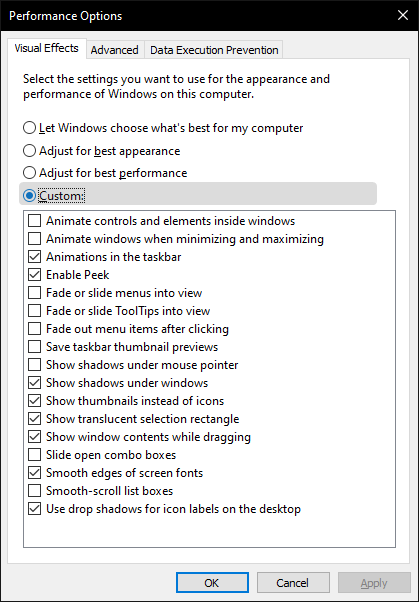 Performance Options
Visual Effects Advanced Data Execution Prevention
Select the settings you want to use for the appearance and
performance of Windows on this computer.
Let Windows choose what's best for my computer
Adjust for best appearance
Adjust for best performance
Custom:
Animate controls and elements inside windows
Animate windows when minimizing and maximizing
Animations in the taskbar
Enable Peek
Fade or slide menus into view
Fade or slide ToolTips into view
Fade out menu items after clicking
Save taskbar thumbnail previews
Show shadows under mouse pointer
Show shadows under windows
Show thumbnails instead of icons
Show translucent selection rectangle
Show window contents while dragging
Slide open combo boxes
Smooth edges of screen fonts
Smooth-scroll list boxes
Use drop shadows for icon labels on the desktop
OK Cancel Apply